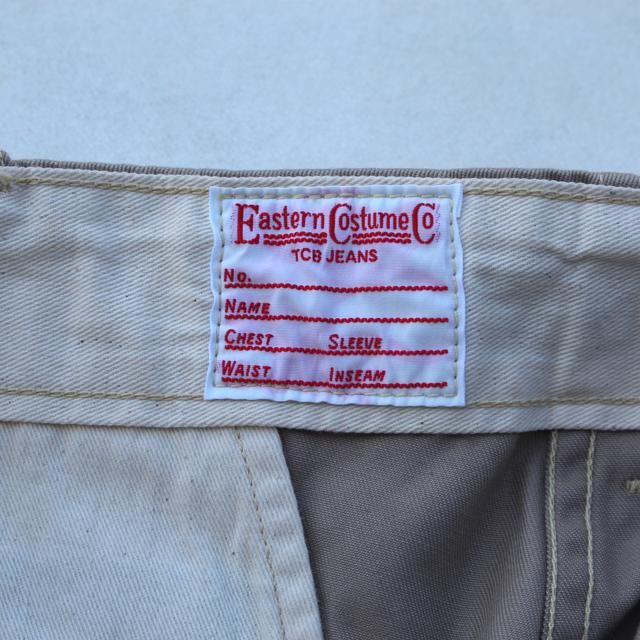 Eastern Costume Co
TCB JEANS
No.
NAME
CHEST SLEEVE
WAIST INSEAM